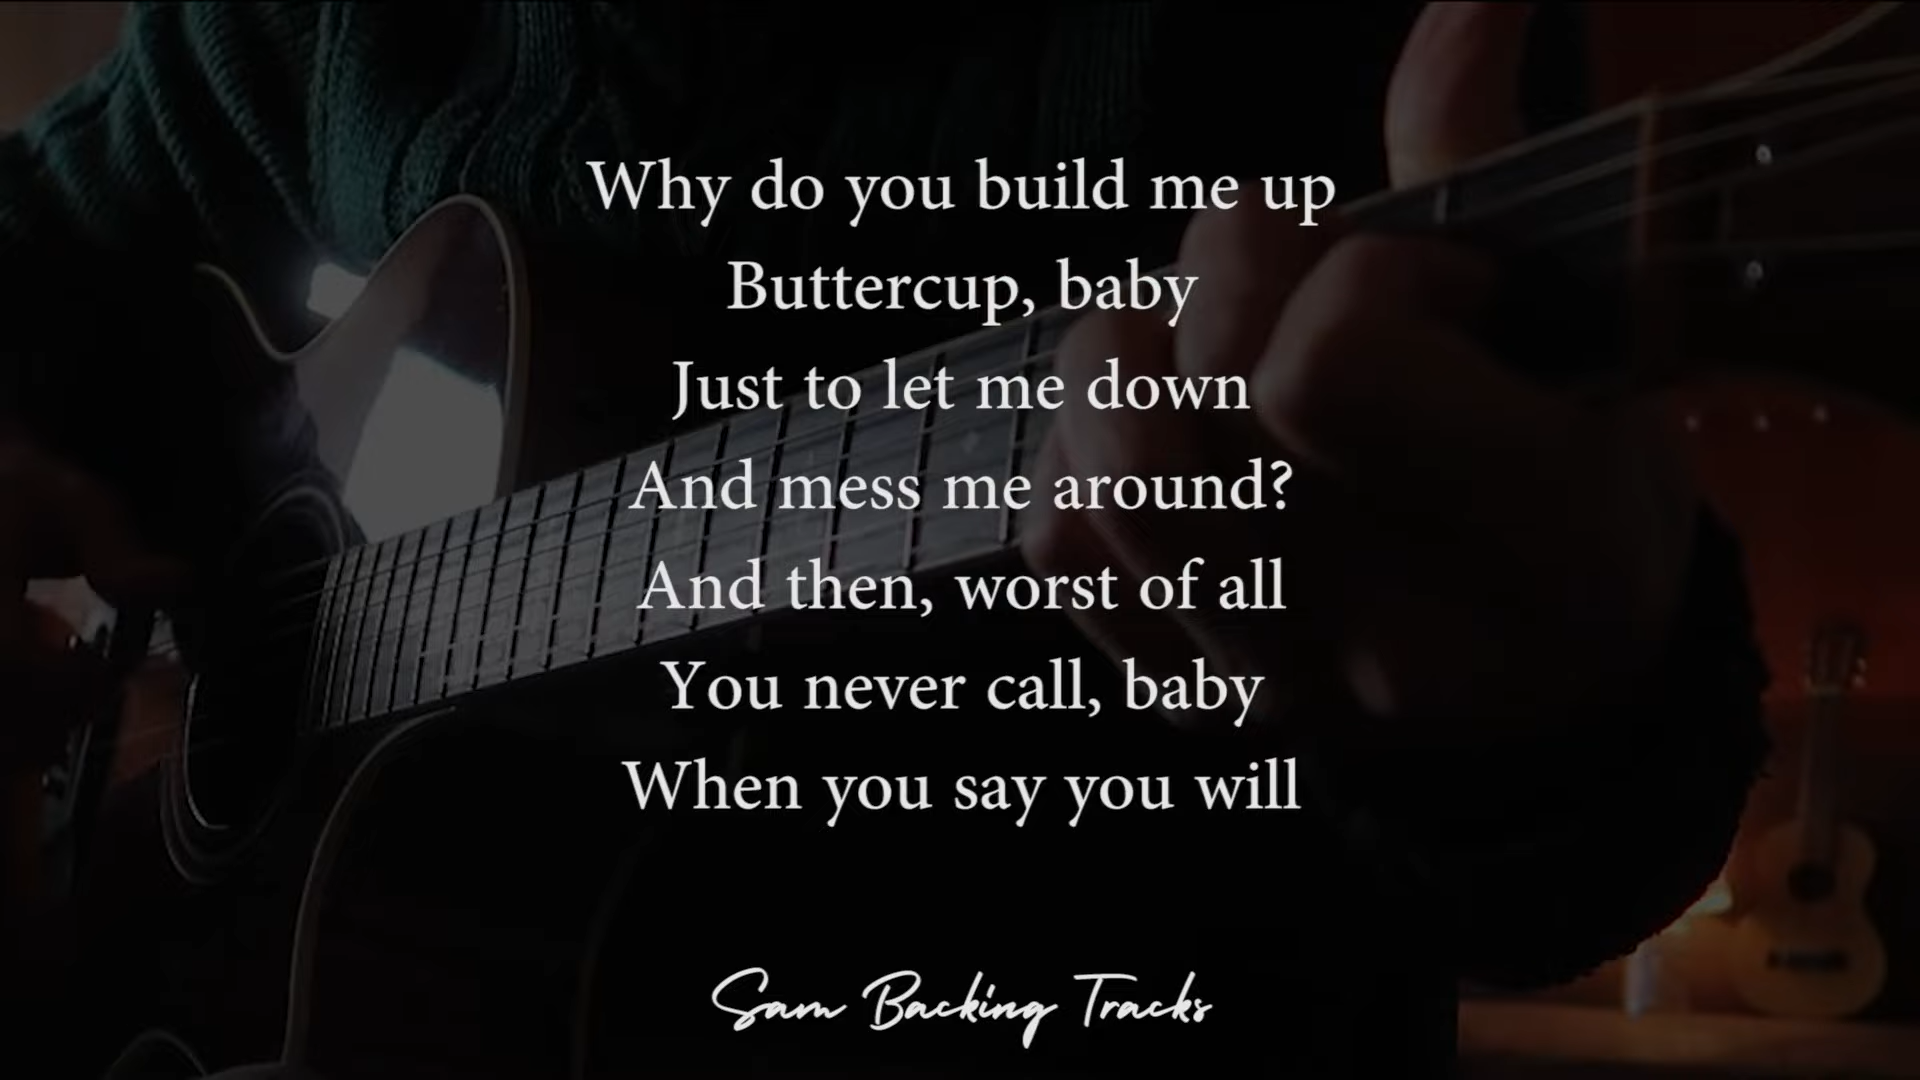 Why do you build me up
Buttercup, baby
Just to let me down
And mess me around?
And then, worst of all
You never call, baby
When you say you will
Sam Backing Tracks